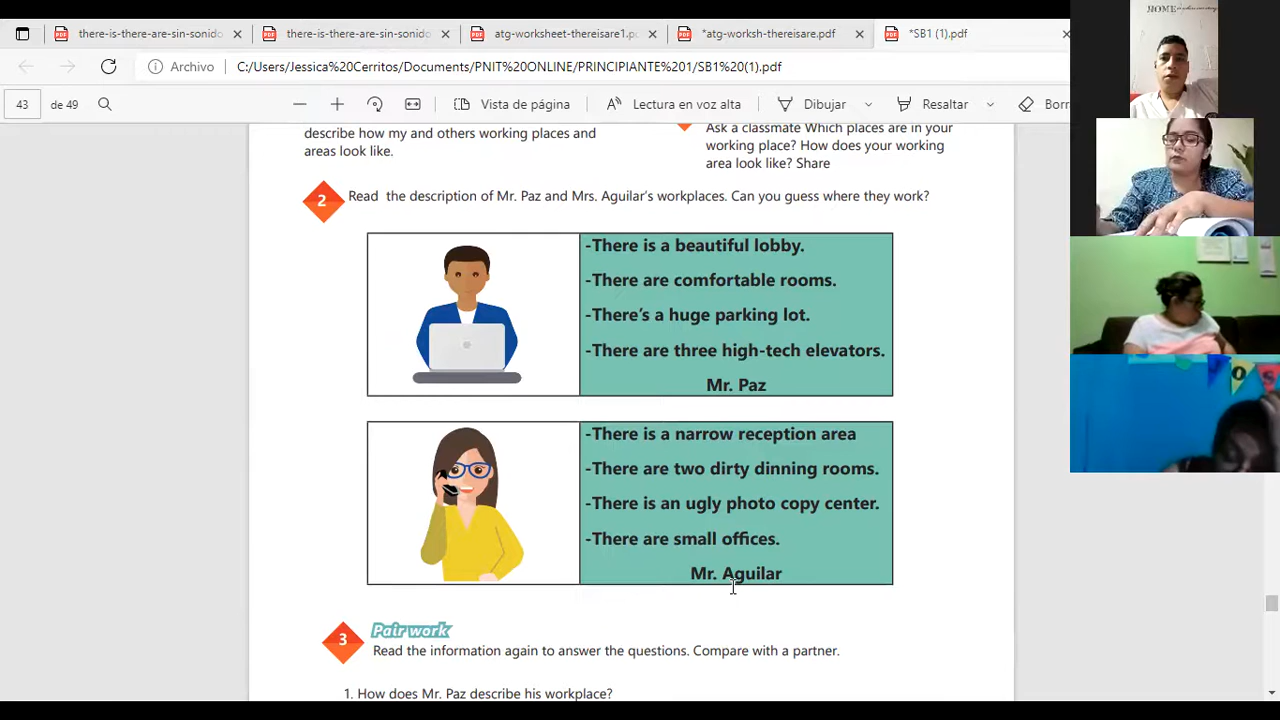 there-is-there-are-sin-sonido
there-is-there-are-sin-sonido
atg-worksheet-thereisare1.p
*atg-worksh-thereisare.pdf
*SB1 (1).pdf
Archivo
C:/Users/Jessica%20Cerritos/Documents/PNIT%20ONLINE/PRINCIPIANTE%201/SB1%20(1).pdf
43 de 49
Vista de página
Lectura en voz alta
Dibujar
Resaltar
Borr
HOME
describe how my and others working places and
areas look like.
Ask a classmate Which places are in your
working place? How does your working
area look like? Share
2 Read the description of Mr. Paz and Mrs. Aguilar's workplaces. Can you guess where they work?
-There is a beautiful lobby.
-There are comfortable rooms.
-There's a huge parking lot.
-There are three high-tech elevators.
Mr. Paz
-There is a narrow reception area
-There are two dirty dinning rooms.
-There is an ugly photo copy center.
-There are small offices.
Mr. Aguilar
3 Pair work
Read the information again to answer the questions. Compare with a partner.
1. How does Mr. Paz describe his workplace?